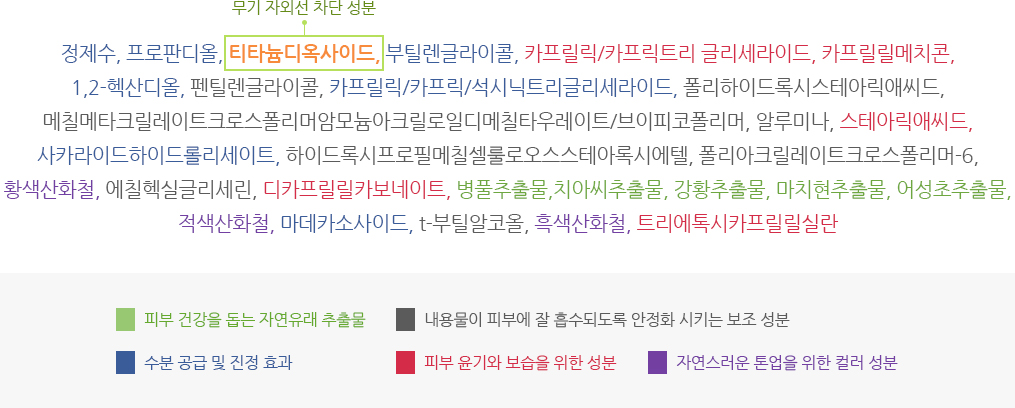 무기 자외선 차단 성분
정제수, 프로판디올, 티타늄디옥사이드, 부틸렌글라이콜, 카프릴릭/카프릭트리 글리세라이드, 카프릴릴메치콘,
1,2-헥산디올, 펜틸렌글라이콜, 카프릴릭/카프릭/석시닉트리글리세라이드, 폴리하이드록시스테아릭애씨드,
메칠메타크릴레이트크로스폴리머암모늄아크릴로일디메칠타우레이트/브이피코폴리머, 알루미나, 스테아릭애씨드,
사카라이드하이드롤리세이트, 하이드록시프로필메칠셀룰로오스스테아록시에텔, 폴리아크릴레이트크로스폴리머-6,
황색산화철, 에칠헥실글리세린, 디카프릴릴카보네이트, 병풀추출물,치아씨추출물, 강황추출물, 마치현추출물, 어성초추출물,
적색산화철, 마데카소사이드, t-부틸알코올, 흑색산화철, 트리에톡시카프릴릴실란
피부 건강을 돕는 자연유래 추출물
내용물이 피부에 잘 흡수되도록 안정화 시키는 보조 성분
수분 공급 및 진정 효과
피부 윤기와 보습을 위한 성분
자연스러운 톤업을 위한 컬러 성분